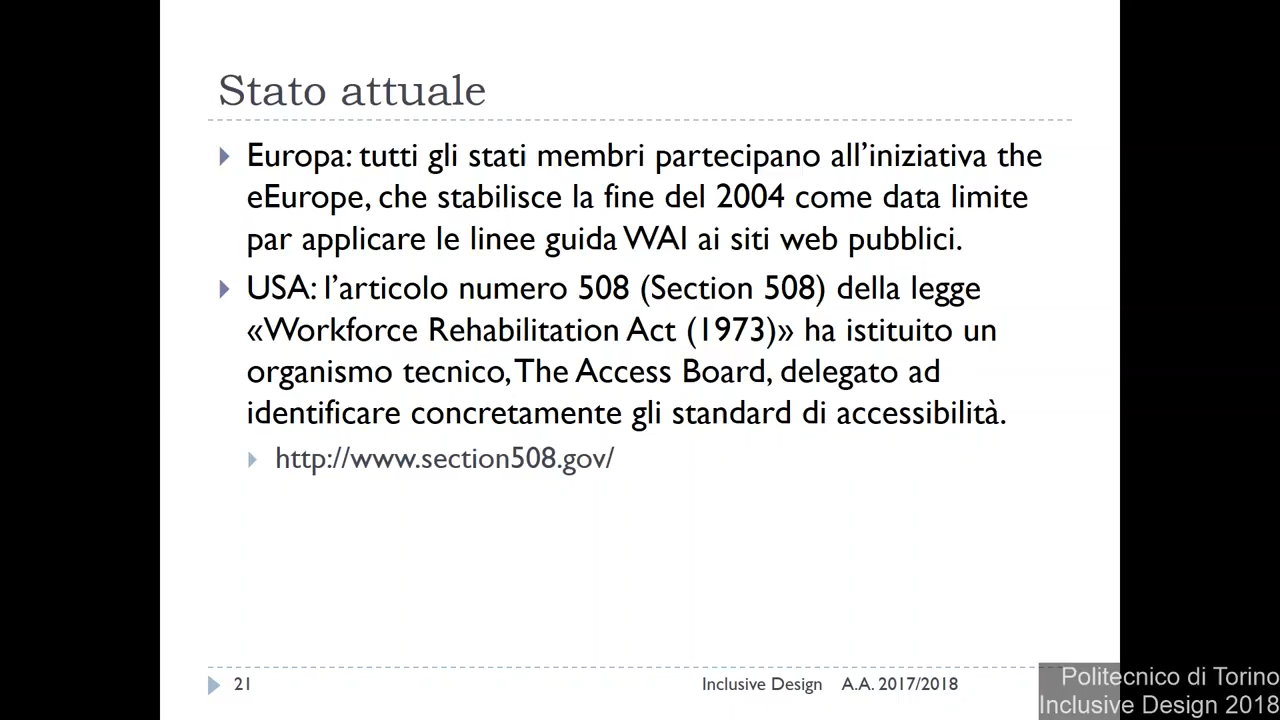 Stato attuale
Europa: tutti gli stati membri partecipano all’iniziativa the
eEurope, che stabilisce la fine del 2004 come data limite
par applicare le linee guida WAI ai siti web pubblici.
USA: l’articolo numero 508 (Section 508) della legge
«Workforce Rehabilitation Act (1973)» ha istituito un
organismo tecnico, The Access Board, delegato ad
identificare concretamente gli standard di accessibilità.
http://www.section508.gov/
21 Inclusive Design A.A. 2017/2018
Politecnico di Torino
Inclusive Design 2018